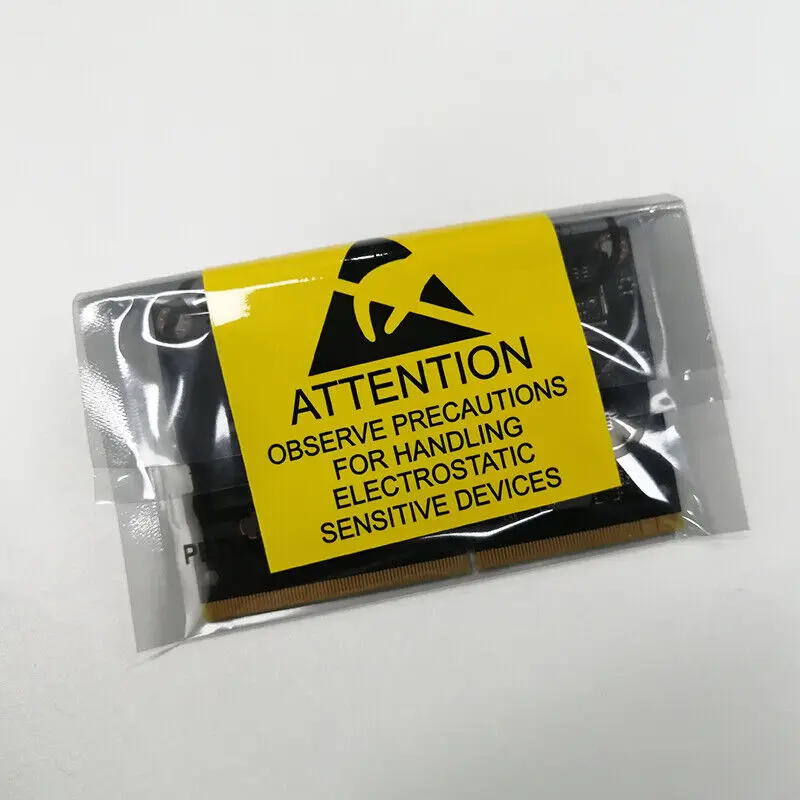 ATTENTION
OBSERVE PRECAUTIONS
FOR HANDLING
ELECTROSTATIC
SENSITIVE DEVICES